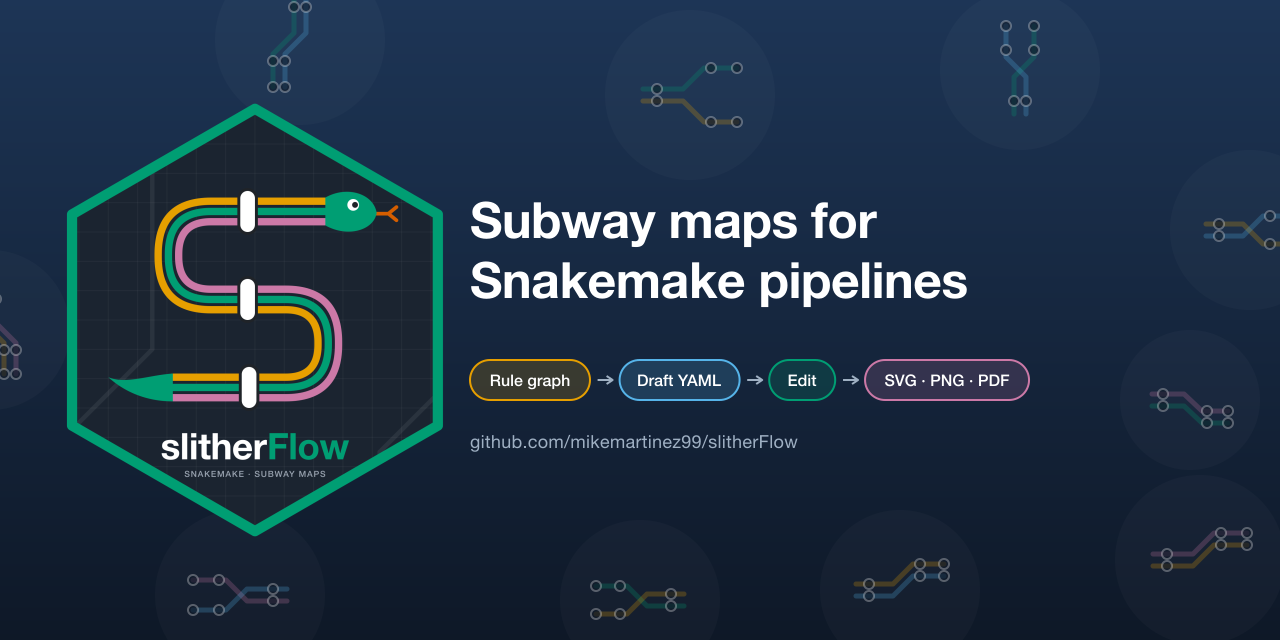 Subway maps for
Snakemake pipelines
Rule graph
Draft YAML
Edit
SVG · PNG · PDF
github.com/mikemartinez99/slitherFlow
slitherFlow
SNAKEMAKE · SUBWAY MAPS